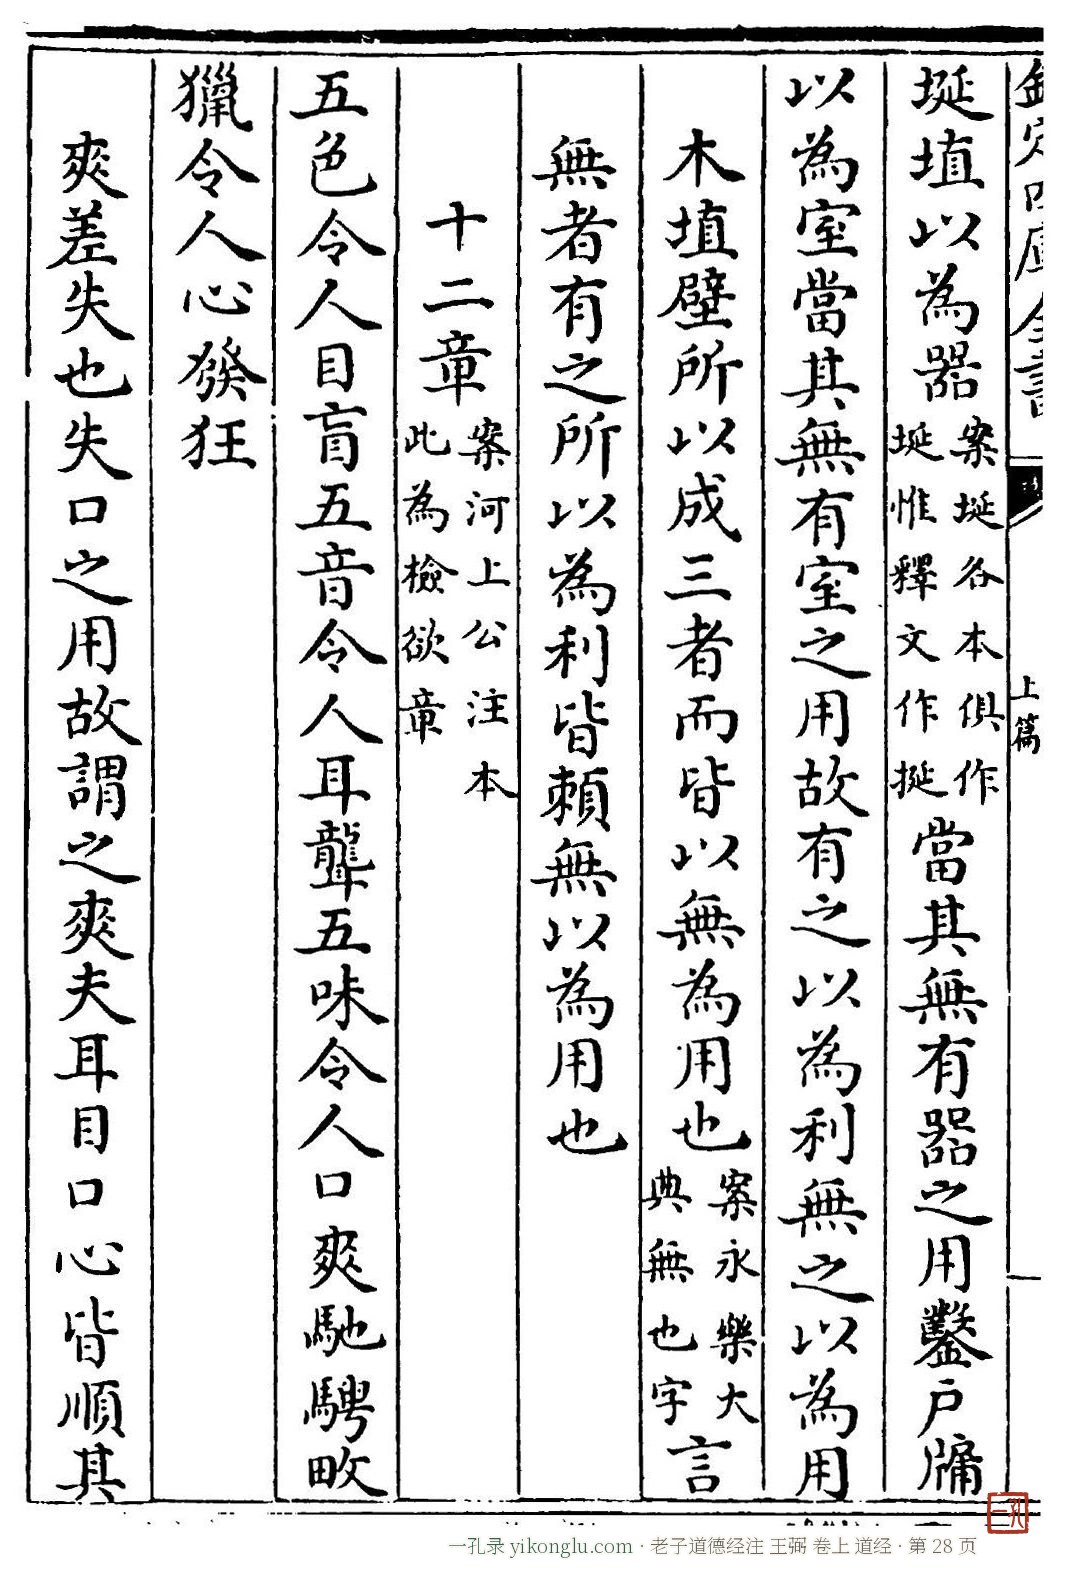 欽定四庫全書
上篇
埏埴以為器案埏各本俱作埏惟釋文作挻當其無有器之用鑿戶牖
以為室當其無有室之用故有之以為利無之以為用
木埴壁所以成三者而皆以無為用也案永樂大典無也字言
無者有之所以為利皆賴無以為用也
十二章案河上公注本此為檢欲章
五色令人目盲五音令人耳聾五味令人口爽馳騁畋
獵令人心發狂
爽差失也失口之用故謂之爽夫耳目口心皆順其
一孔录 yikonglu.com · 老子道德经注 王弼 卷上 道经 · 第 28 页